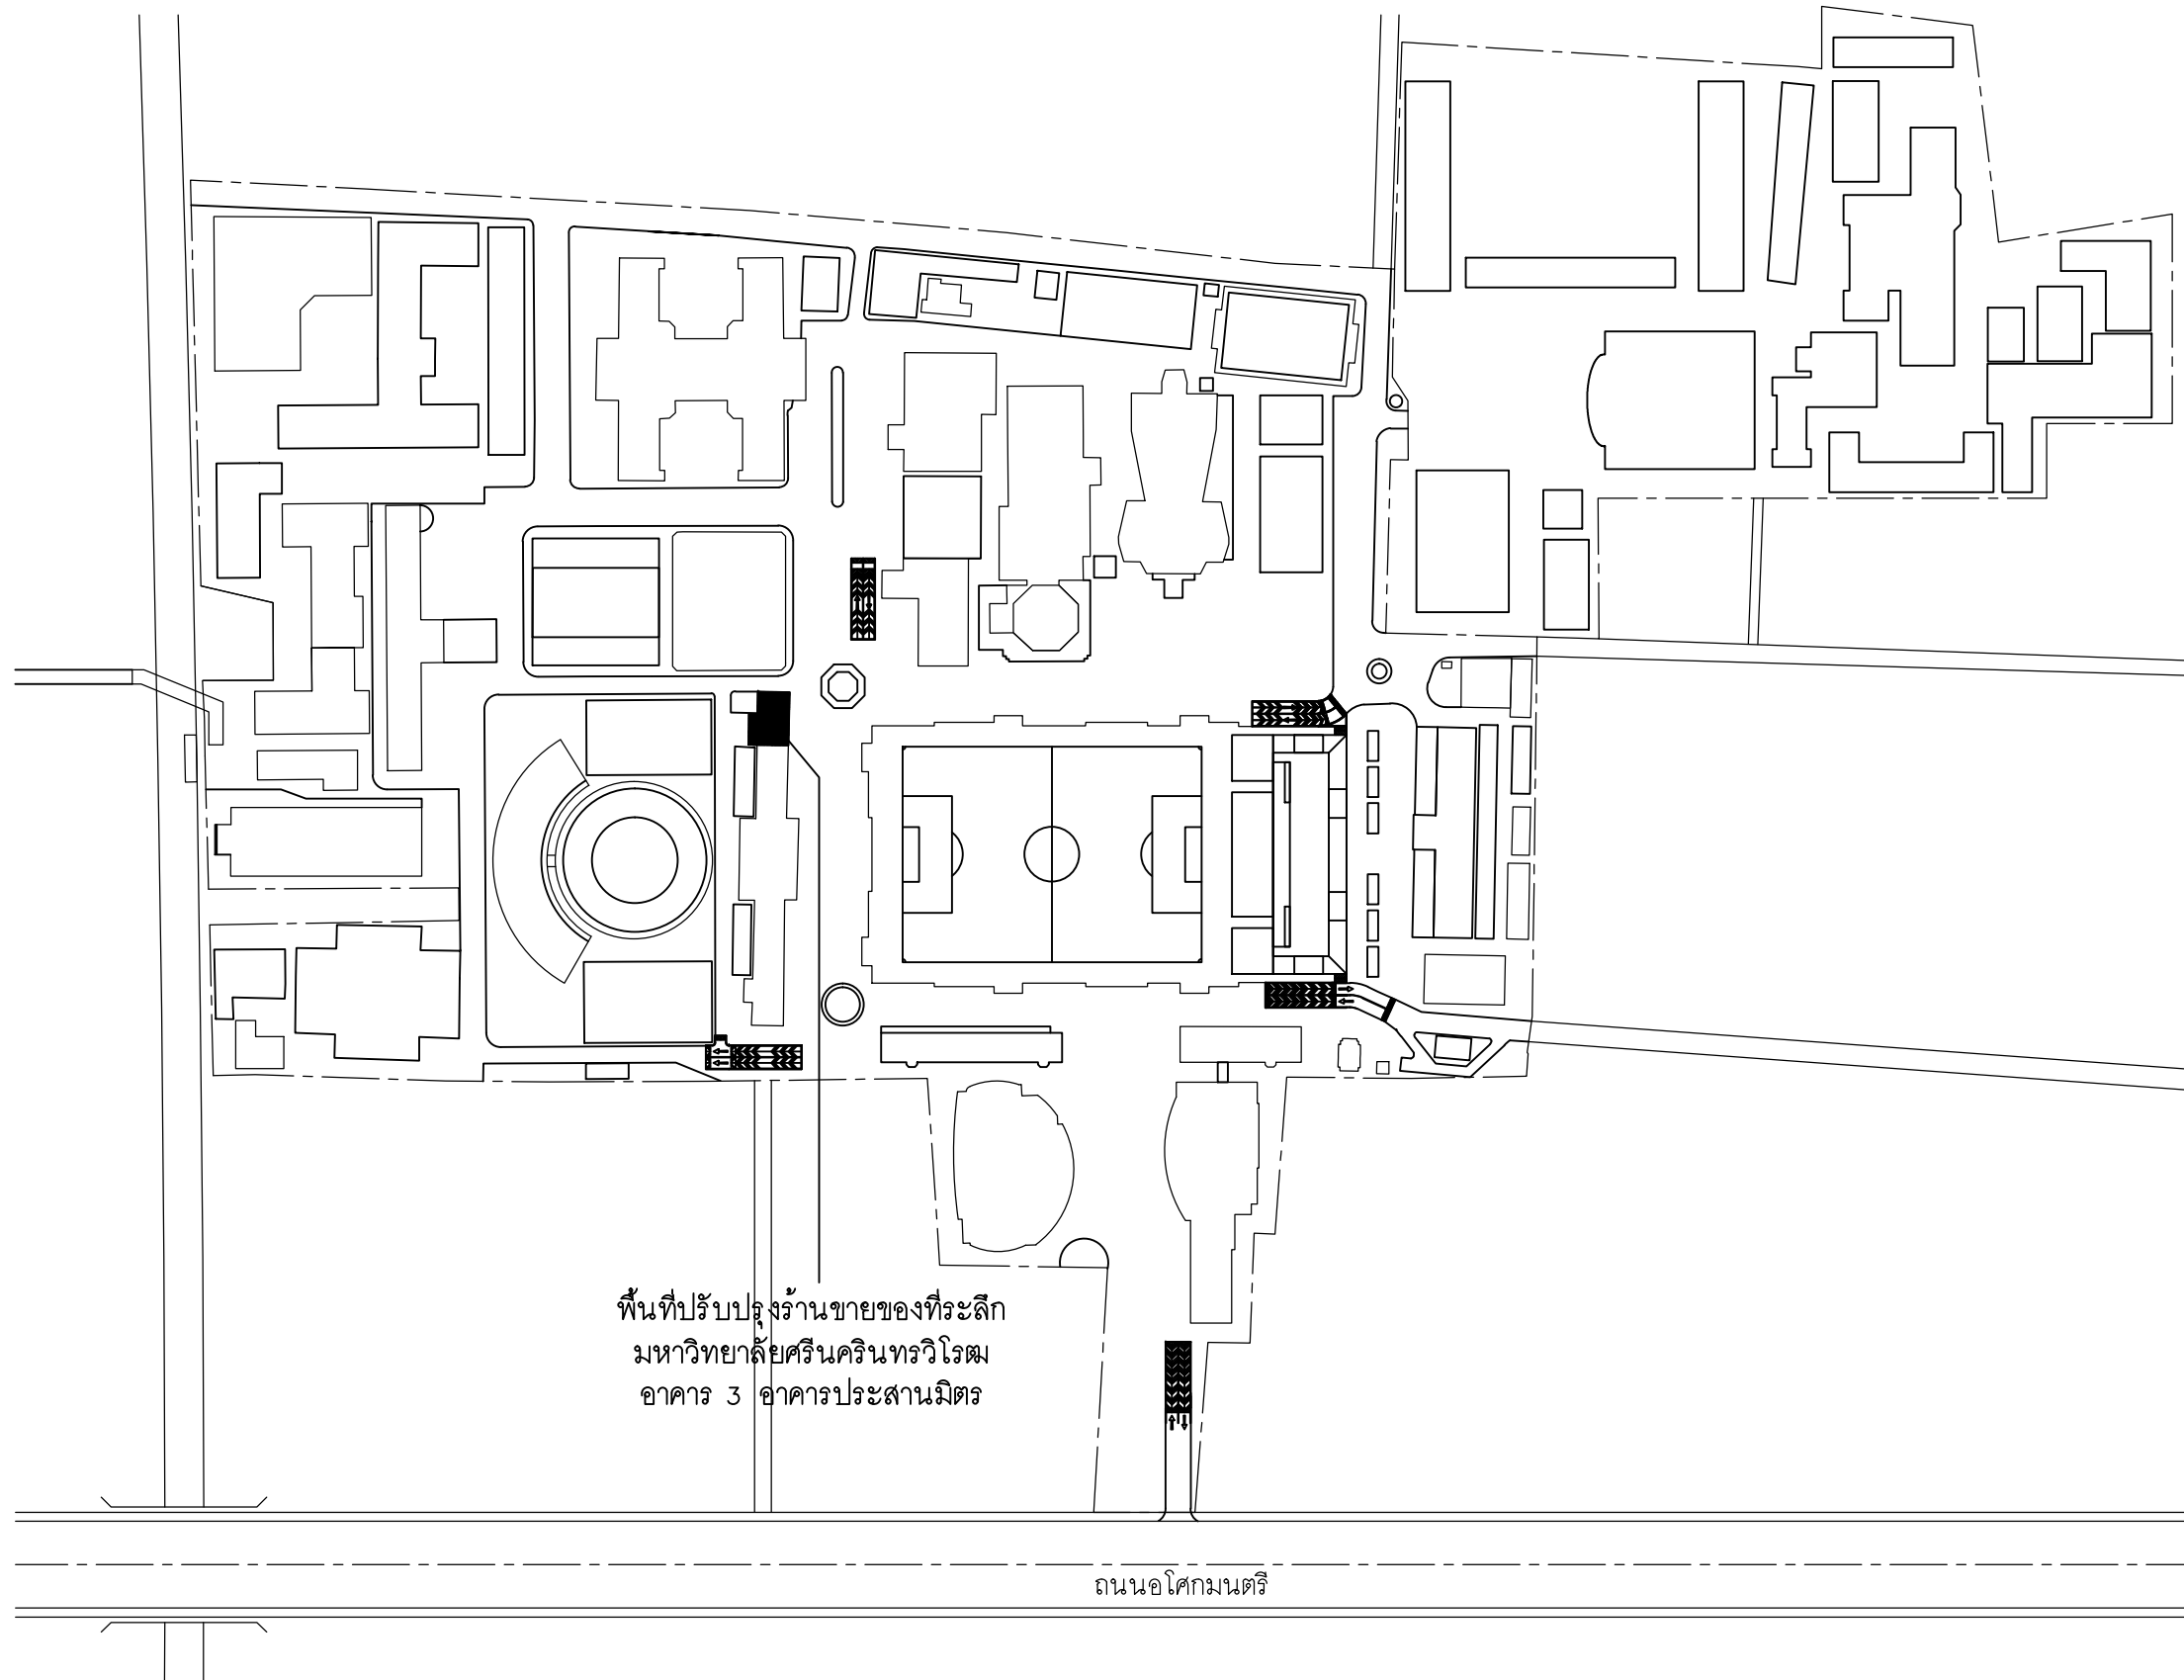 พื้นที่ปรับปรุงร้านขายของที่ระลึก
มหาวิทยาลัยศรีนครินทรวิโรฒ
อาคาร 3 อาคารประสานมิตร
ถนนอโศกมนตรี